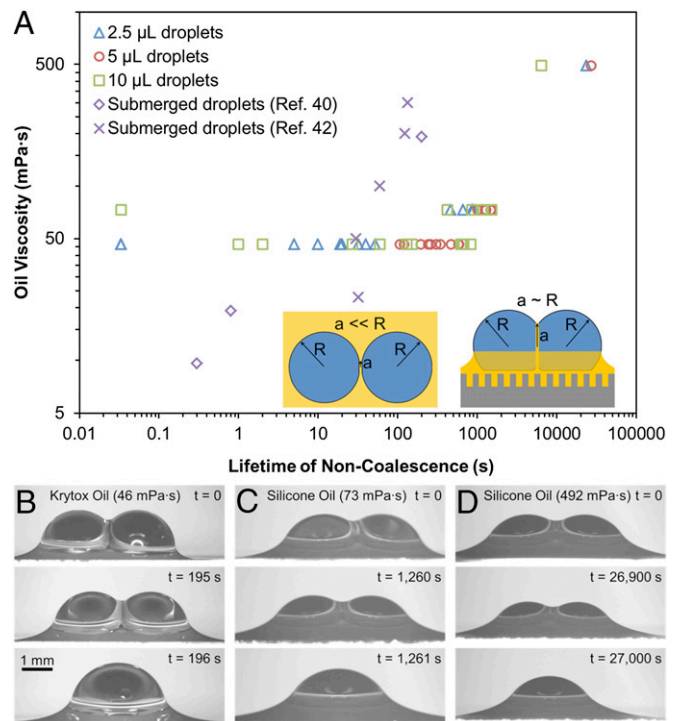 A
2.5 µL droplets
5 µL droplets
10 µL droplets
Submerged droplets (Ref. 40)
Submerged droplets (Ref. 42)
Oil Viscosity (mPa·s)
500
50
5
a << R
R
a
R
a ~ R
R
a
R
0.01 0.1 1 10 100 1000 10000 100000
Lifetime of Non-Coalescence (s)
B Krytox Oil (46 mPa·s) t = 0
t = 195 s
t = 196 s
1 mm
C Silicone Oil (73 mPa·s) t = 0
t = 1,260 s
t = 1,261 s
D Silicone Oil (492 mPa·s) t = 0
t = 26,900 s
t = 27,000 s